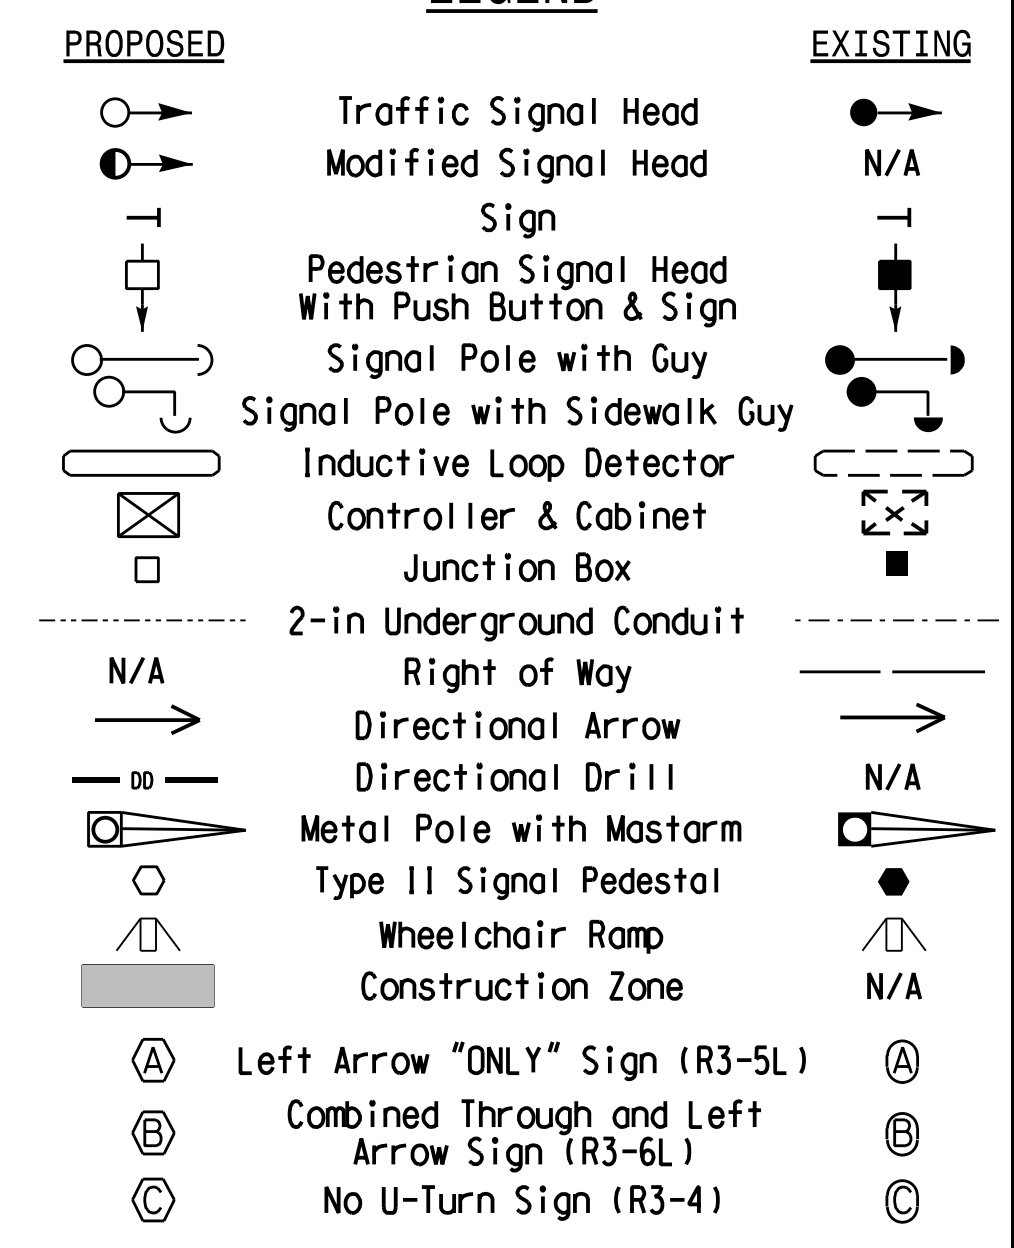 LEGEND
PROPOSED EXISTING
Traffic Signal Head
Modified Signal Head N/A
Sign
Pedestrian Signal Head
With Push Button & Sign
Signal Pole with Guy
Signal Pole with Sidewalk Guy
Inductive Loop Detector
Controller & Cabinet
Junction Box
2-in Underground Conduit
N/A Right of Way
Directional Arrow
DD Directional Drill N/A
Metal Pole with Mastarm
Type II Signal Pedestal
Wheelchair Ramp
Construction Zone N/A
A Left Arrow "ONLY" Sign (R3-5L) A
B Combined Through and Left B
Arrow Sign (R3-6L)
C No U-Turn Sign (R3-4) C